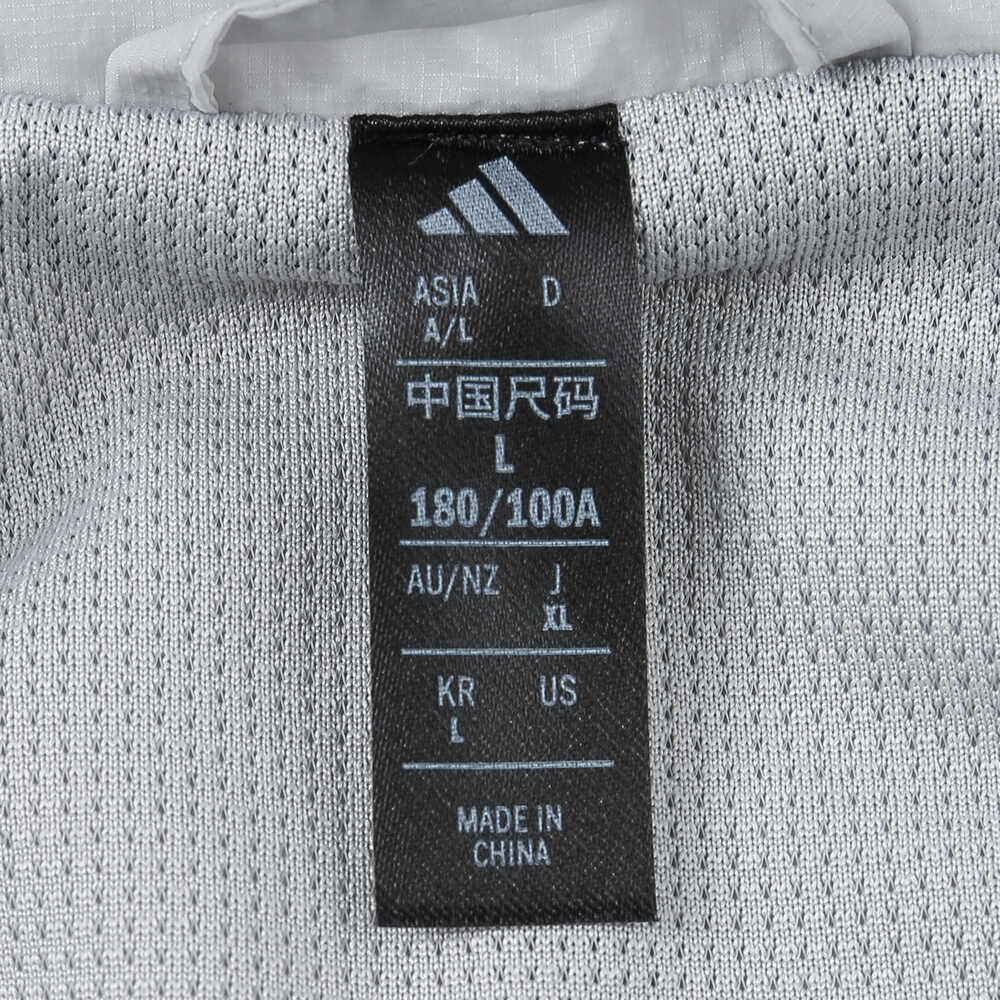 ASIA D
A/L
中国尺码
L
180/100A
AU/NZ J
XL
KR US
L
MADE IN
CHINA